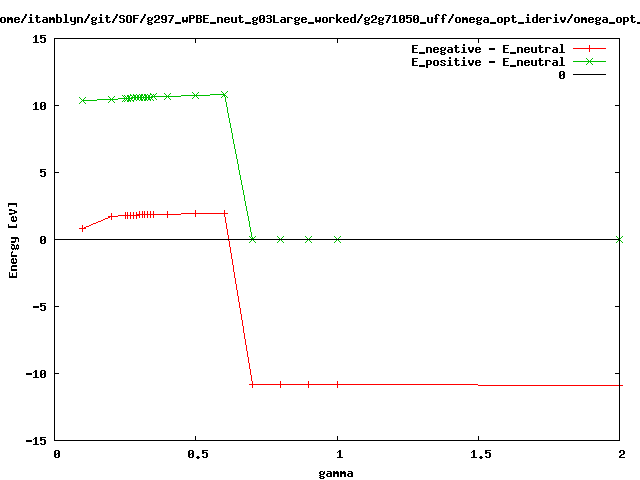 ome/itamblyn/git/SOF/g297_wPBE_neut_g03Large_worked/g2g71050_uff/omega_opt_ideriv/omega_opt_
E_negative - E_neutral
E_positive - E_neutral
0
15
10
5
0
-5
-10
-15
Energy [eV]
0 0.5 1 1.5 2
gamma